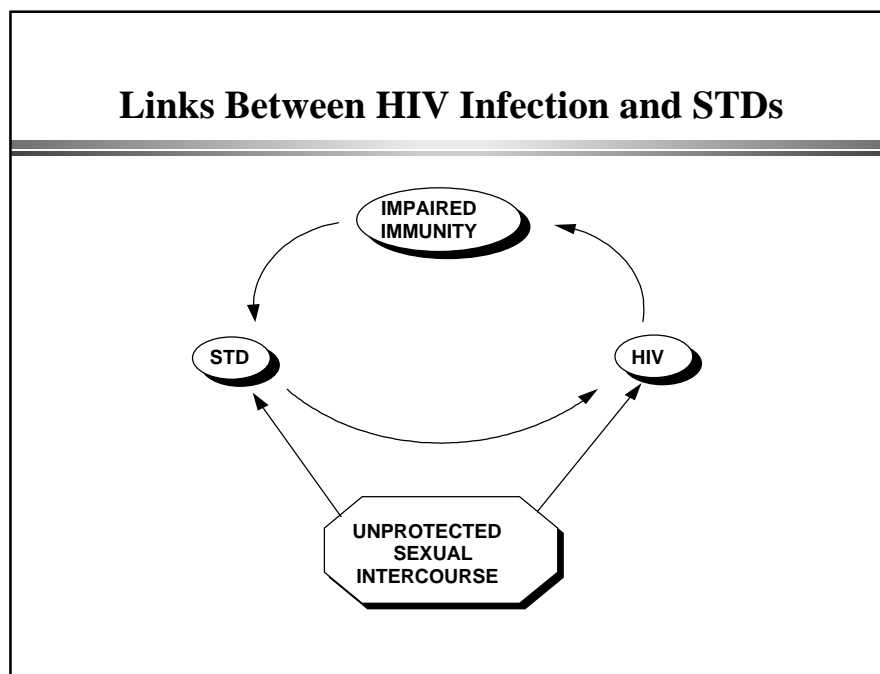 Links Between HIV Infection and STDs
IMPAIRED
IMMUNITY
STD
HIV
UNPROTECTED
SEXUAL
INTERCOURSE